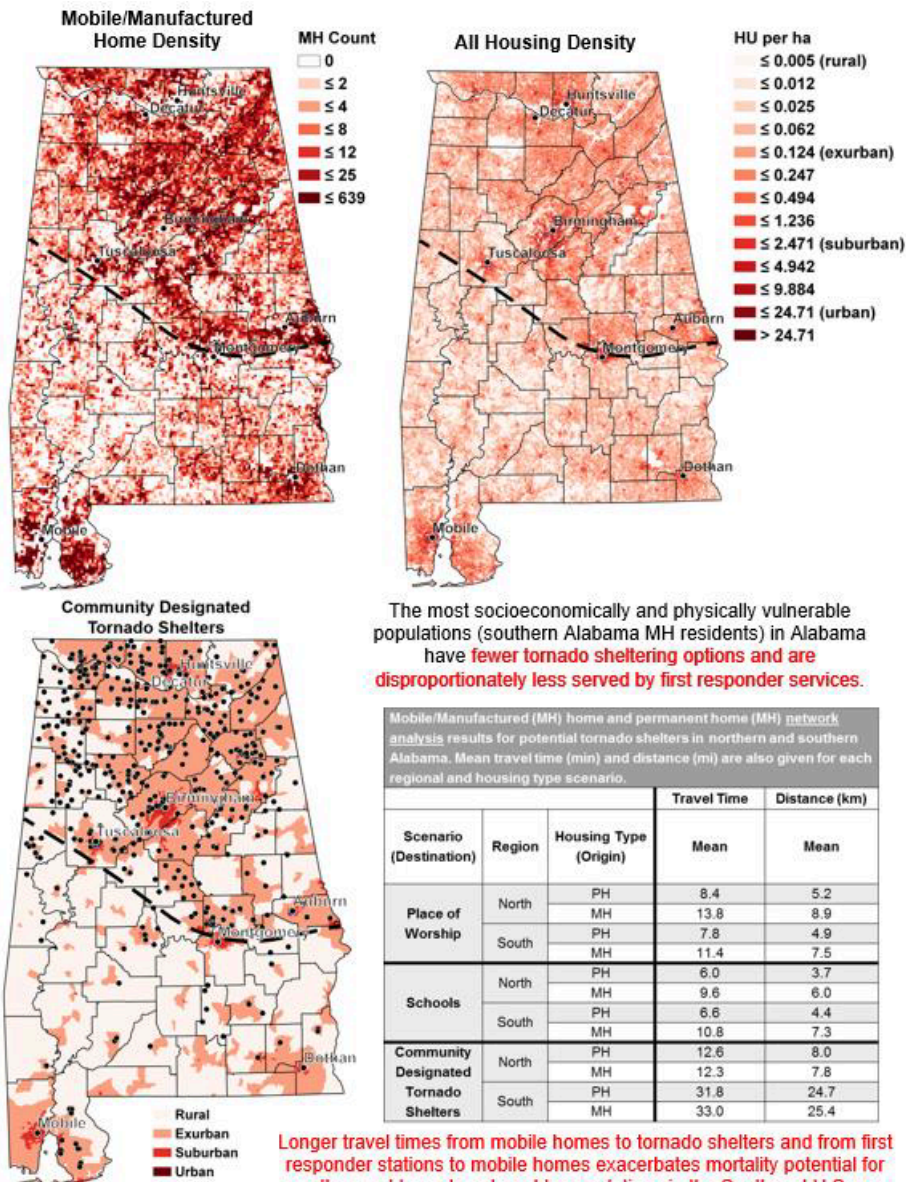 Mobile/Manufactured
Home Density
MH Count
0
≤ 2
≤ 4
≤ 8
≤ 12
≤ 25
≤ 639
Huntsville
Decatur
Birmingham
Tuscaloosa
Auburn
Montgomery
Dothan
Mobile
All Housing Density
HU per ha
≤ 0.005 (rural)
≤ 0.012
≤ 0.025
≤ 0.062
≤ 0.124 (exurban)
≤ 0.247
≤ 0.494
≤ 1.236
≤ 2.471 (suburban)
≤ 4.942
≤ 9.884
≤ 24.71 (urban)
> 24.71
Huntsville
Decatur
Birmingham
Tuscaloosa
Auburn
Montgomery
Dothan
Mobile
Community Designated
Tornado Shelters
Huntsville
Decatur
Birmingham
Tuscaloosa
Auburn
Montgomery
Dothan
Mobile
Rural
Exurban
Suburban
Urban
The most socioeconomically and physically vulnerable
populations (southern Alabama MH residents) in Alabama
have fewer tornado sheltering options and are
disproportionately less served by first responder services.
Mobile/Manufactured (MH) home and permanent home (MH) network
analysis results for potential tornado shelters in northern and southern
Alabama. Mean travel time (min) and distance (mi) are also given for each
regional and housing type scenario.
Travel Time Distance (km)
Scenario (Destination) Region Housing Type (Origin) Mean Mean
Place of Worship North PH 8.4 5.2
MH 13.8 8.9
South PH 7.8 4.9
MH 11.4 7.5
Schools North PH 6.0 3.7
MH 9.6 6.0
South PH 6.6 4.4
MH 10.8 7.3
Community Designated Tornado Shelters North PH 12.6 8.0
MH 12.3 7.8
South PH 31.8 24.7
MH 33.0 25.4
Longer travel times from mobile homes to tornado shelters and from first
responder stations to mobile homes exacerbates mortality potential for